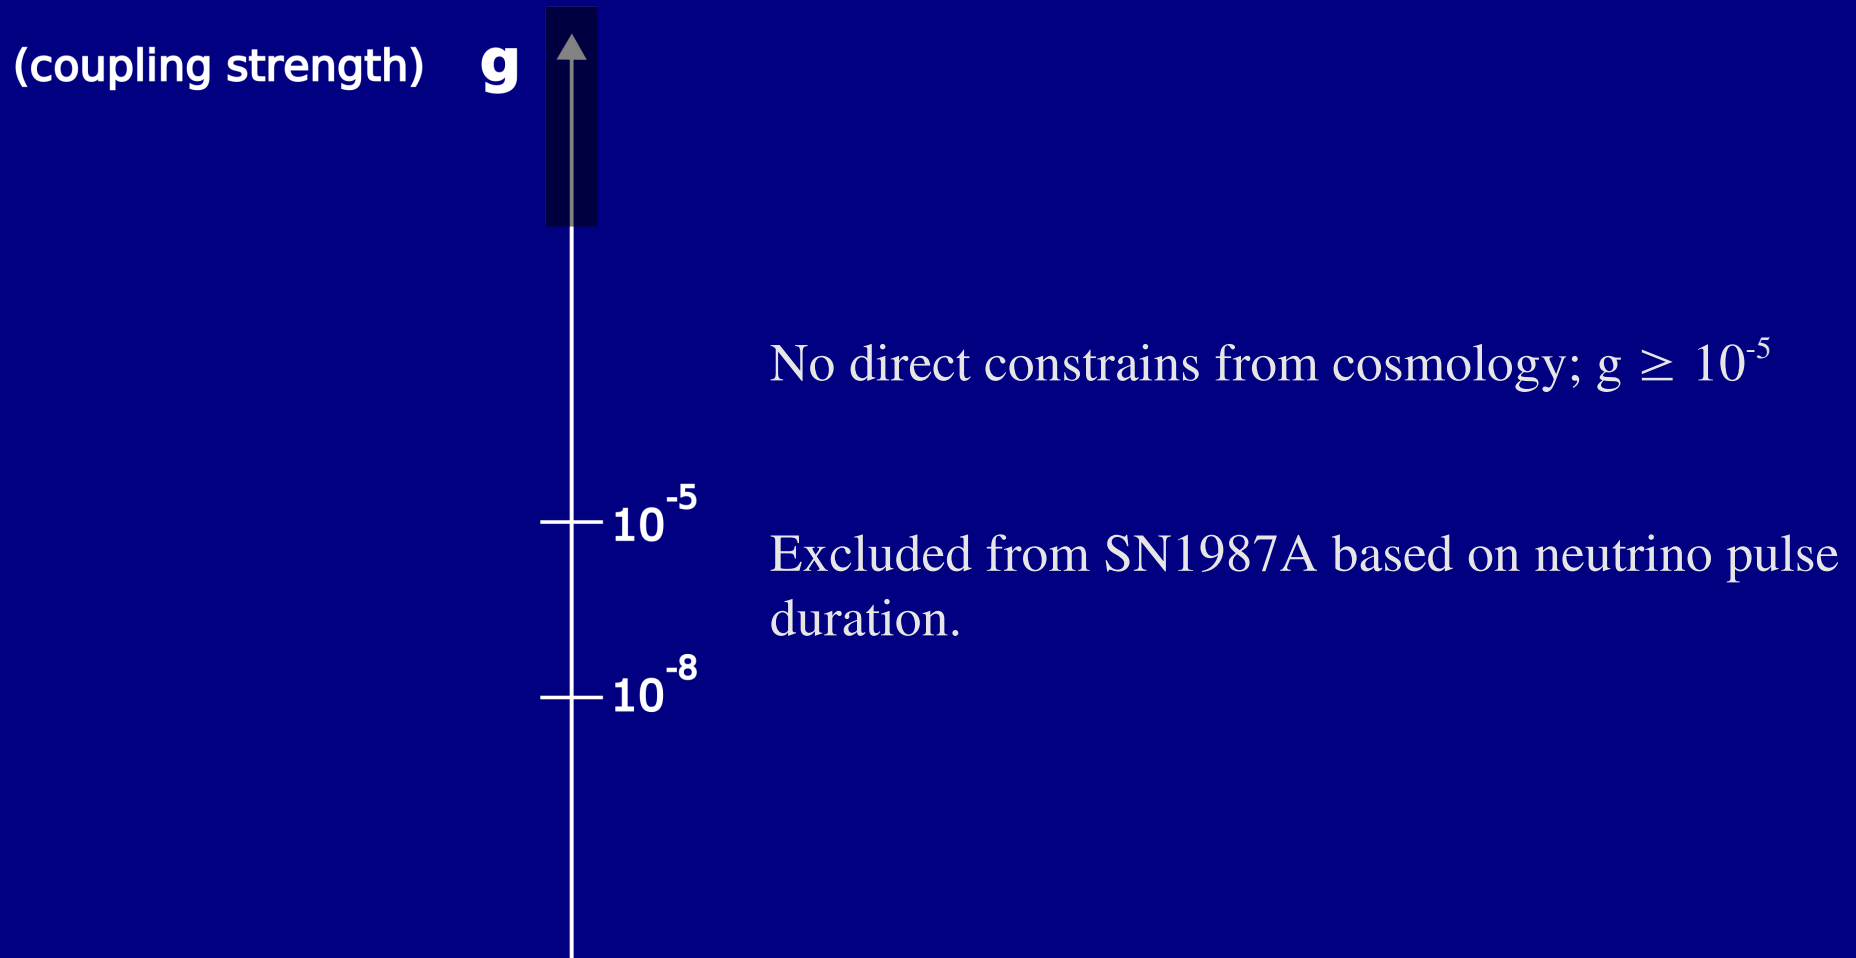 (coupling strength) g
No direct constrains from cosmology; g ≥ 10⁻⁵
10⁻⁵
Excluded from SN1987A based on neutrino pulse
duration.
10⁻⁸